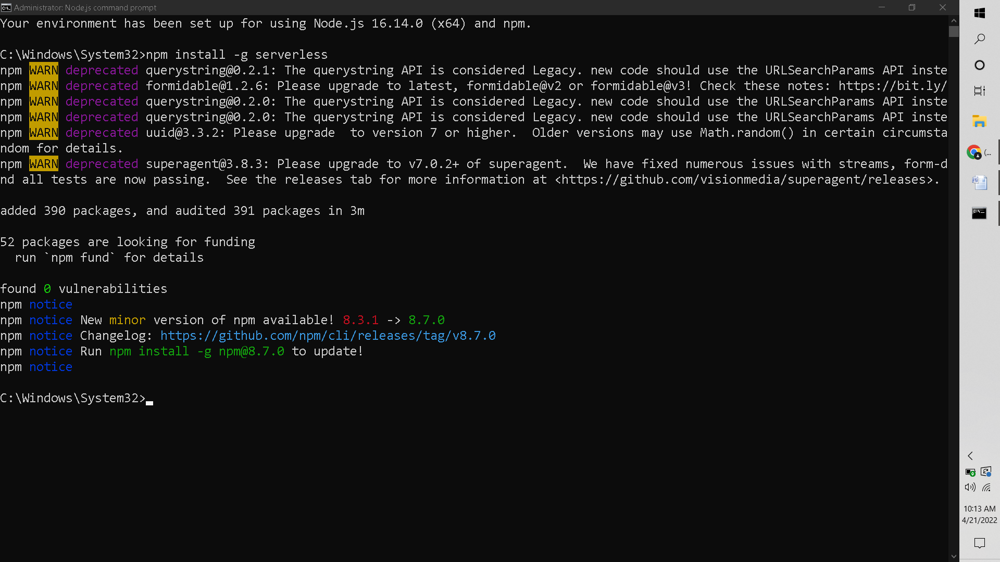 Administrator: Node.js command prompt
Your environment has been set up for using Node.js 16.14.0 (x64) and npm.
C:\Windows\System32>npm install -g serverless
npm WARN deprecated querystring@0.2.1: The querystring API is considered Legacy. new code should use the URLSearchParams API inste
npm WARN deprecated formidable@1.2.6: Please upgrade to latest, formidable@v2 or formidable@v3! Check these notes: https://bit.ly/
npm WARN deprecated querystring@0.2.0: The querystring API is considered Legacy. new code should use the URLSearchParams API inste
npm WARN deprecated querystring@0.2.0: The querystring API is considered Legacy. new code should use the URLSearchParams API inste
npm WARN deprecated uuid@3.3.2: Please upgrade  to version 7 or higher.  Older versions may use Math.random() in certain circumsta
ndom for details.
npm WARN deprecated superagent@3.8.3: Please upgrade to v7.0.2+ of superagent.  We have fixed numerous issues with streams, form-d
nd all tests are now passing.  See the releases tab for more information at <https://github.com/visionmedia/superagent/releases>.
added 390 packages, and audited 391 packages in 3m
52 packages are looking for funding
  run `npm fund` for details
found 0 vulnerabilities
npm notice
npm notice New minor version of npm available! 8.3.1 -> 8.7.0
npm notice Changelog: https://github.com/npm/cli/releases/tag/v8.7.0
npm notice Run npm install -g npm@8.7.0 to update!
npm notice
C:\Windows\System32>
(...
10:13 AM
4/21/2022